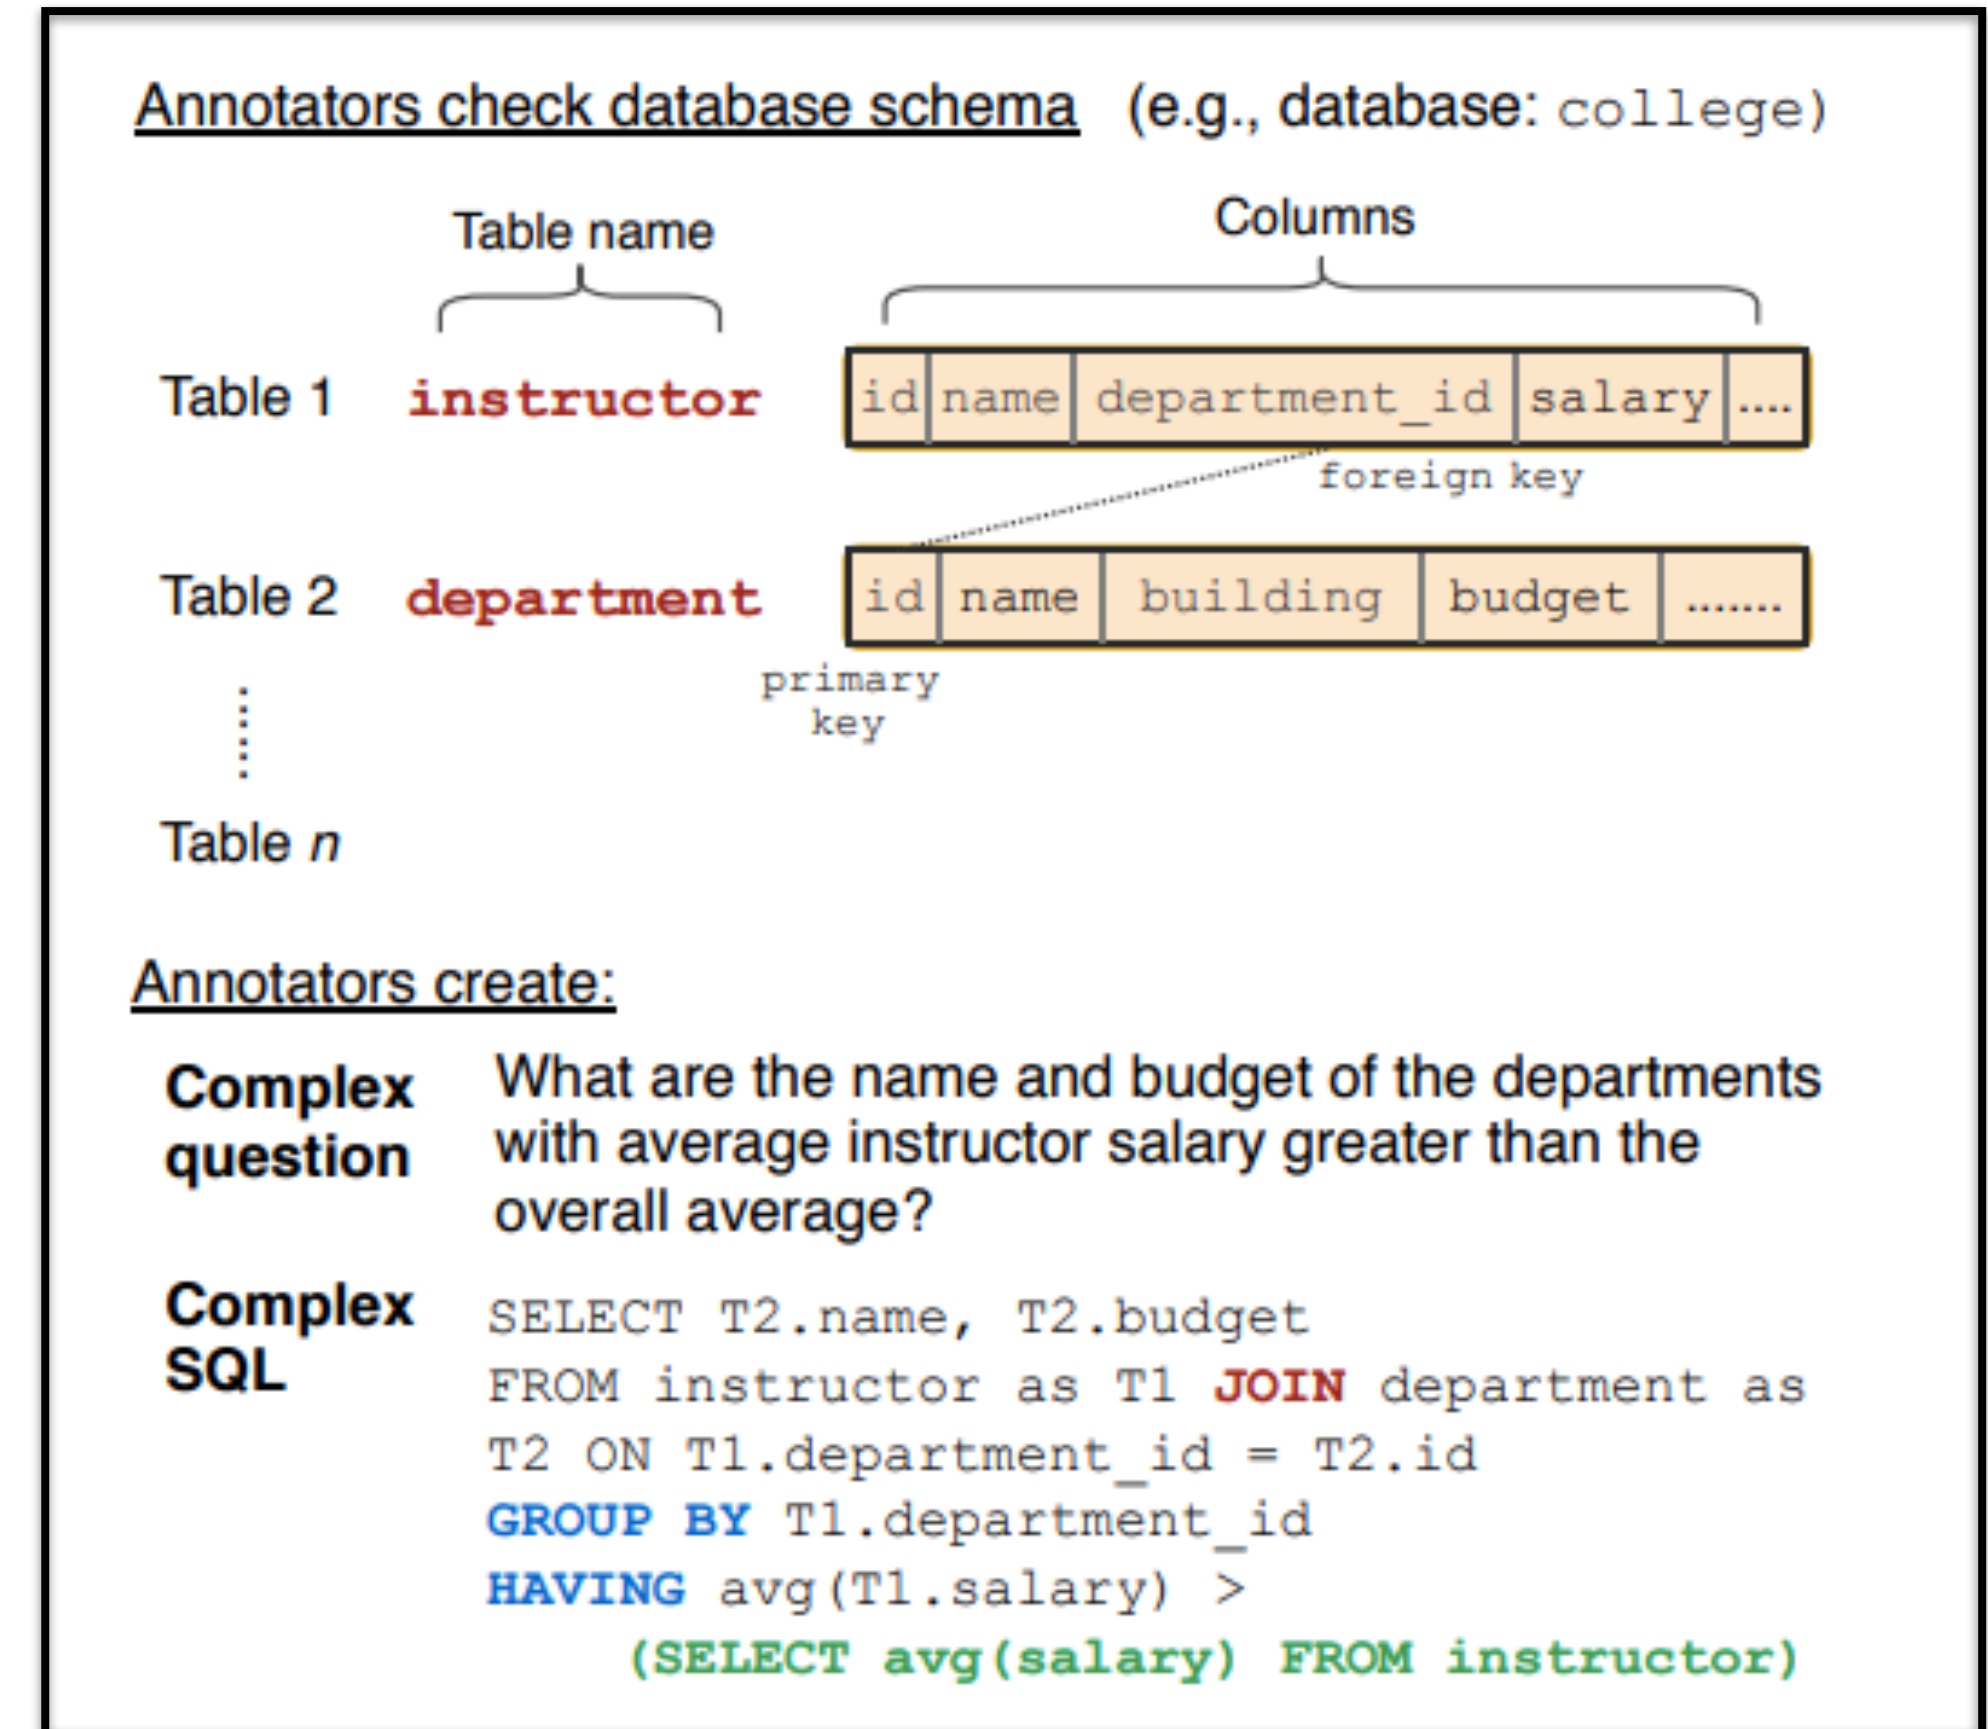 Annotators check database schema (e.g., database: college)
Table name
Columns
Table 1 instructor id name department_id salary ....
foreign key
Table 2 department id name building budget .......
primary
key
Table n
Annotators create:
Complex
question
What are the name and budget of the departments
with average instructor salary greater than the
overall average?
Complex
SQL
SELECT T2.name, T2.budget
FROM instructor as T1 JOIN department as
T2 ON T1.department_id = T2.id
GROUP BY T1.department_id
HAVING avg(T1.salary) >
(SELECT avg(salary) FROM instructor)